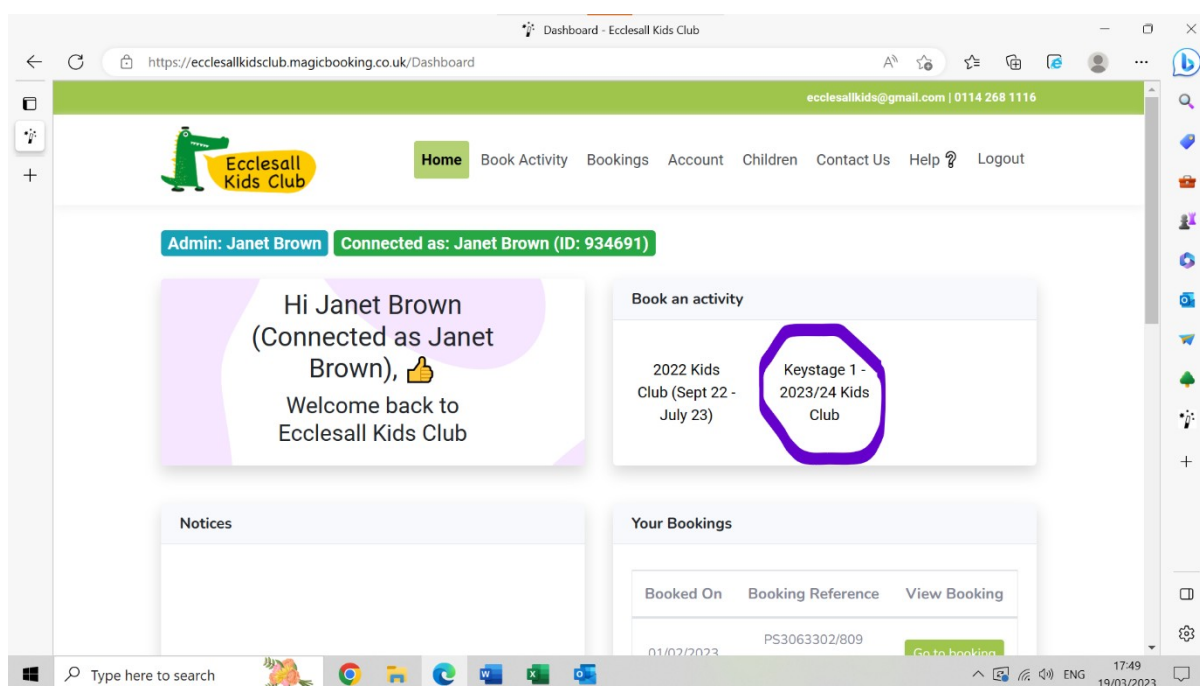 Dashboard - Ecclesall Kids Club
https://ecclesallkidsclub.magicbooking.co.uk/Dashboard
ecclesallkids@gmail.com | 0114 268 1116
Ecclesall
Kids Club
Home Book Activity Bookings Account Children Contact Us Help ? Logout
Admin: Janet Brown Connected as: Janet Brown (ID: 934691)
Hi Janet Brown
(Connected as Janet
Brown), 👍
Welcome back to
Ecclesall Kids Club
Book an activity
2022 Kids
Club (Sept 22 -
July 23)
Keystage 1 -
2023/24 Kids
Club
Notices
Your Bookings
Booked On Booking Reference View Booking
PS3063302/809
01/02/2023 Go to booking
Type here to search
ENG
17:49
19/03/2023